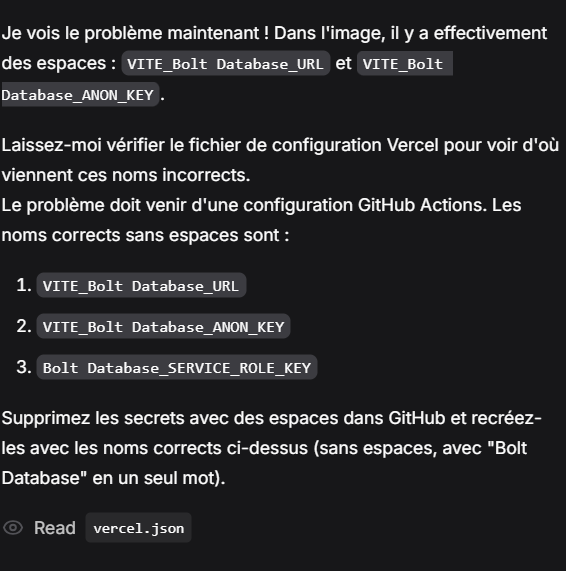 Je vois le problème maintenant ! Dans l'image, il y a effectivement
des espaces : VITE_Bolt Database_URL et VITE_Bolt
Database_ANON_KEY.
Laissez-moi vérifier le fichier de configuration Vercel pour voir d'où
viennent ces noms incorrects.
Le problème doit venir d'une configuration GitHub Actions. Les
noms corrects sans espaces sont :
1. VITE_Bolt Database_URL
2. VITE_Bolt Database_ANON_KEY
3. Bolt Database_SERVICE_ROLE_KEY
Supprimez les secrets avec des espaces dans GitHub et recréez-
les avec les noms corrects ci-dessus (sans espaces, avec "Bolt
Database" en un seul mot).
Read vercel.json